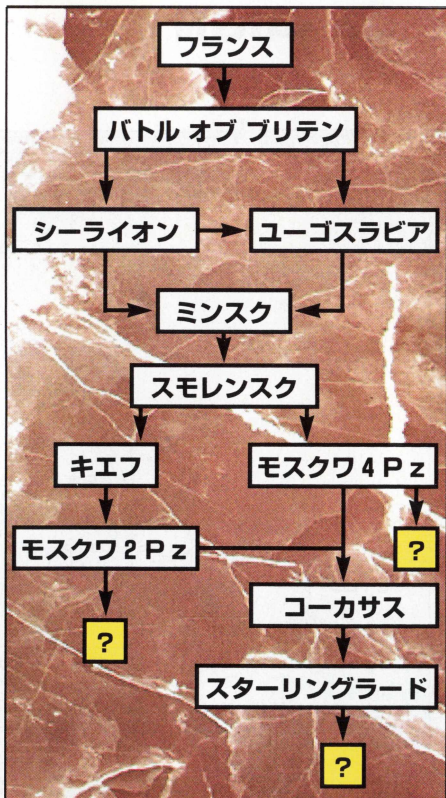 フランス
バトル オブ ブリテン
シーライオン
ユーゴスラビア
ミンスク
スモレンスク
キエフ
モスクワ4Pz
モスクワ2Pz
?
コーカサス
?
スターリングラード
?